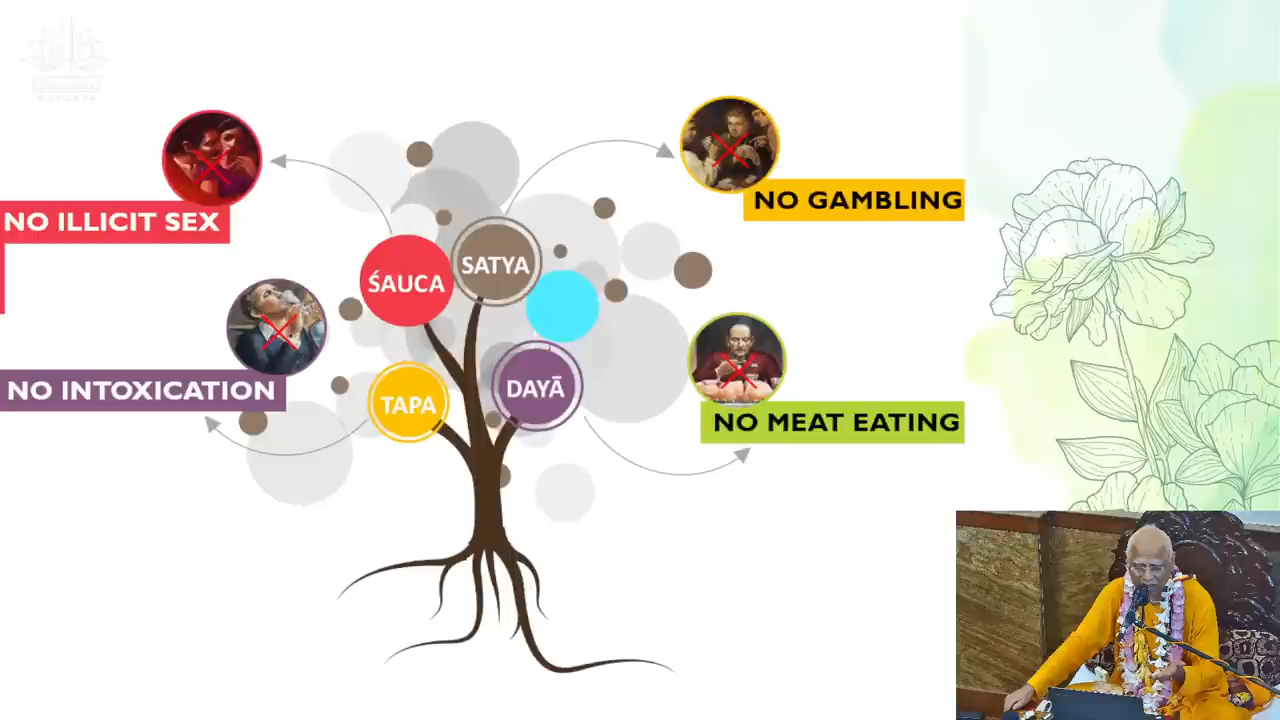 NO ILLICIT SEX
NO GAMBLING
ŚAUCA
SATYA
NO INTOXICATION
TAPA
DAYĀ
NO MEAT EATING